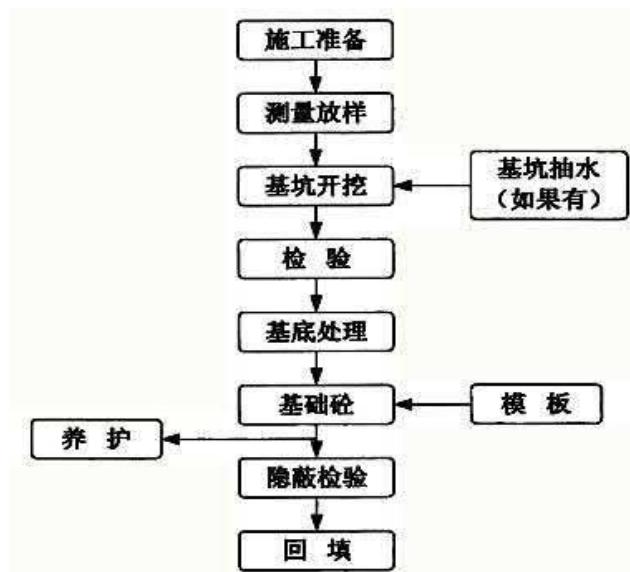 施工准备
测量放样
基坑开挖
基坑抽水
（如果有）
检 验
基底处理
基础砼
模 板
养 护
隐蔽检验
回 填